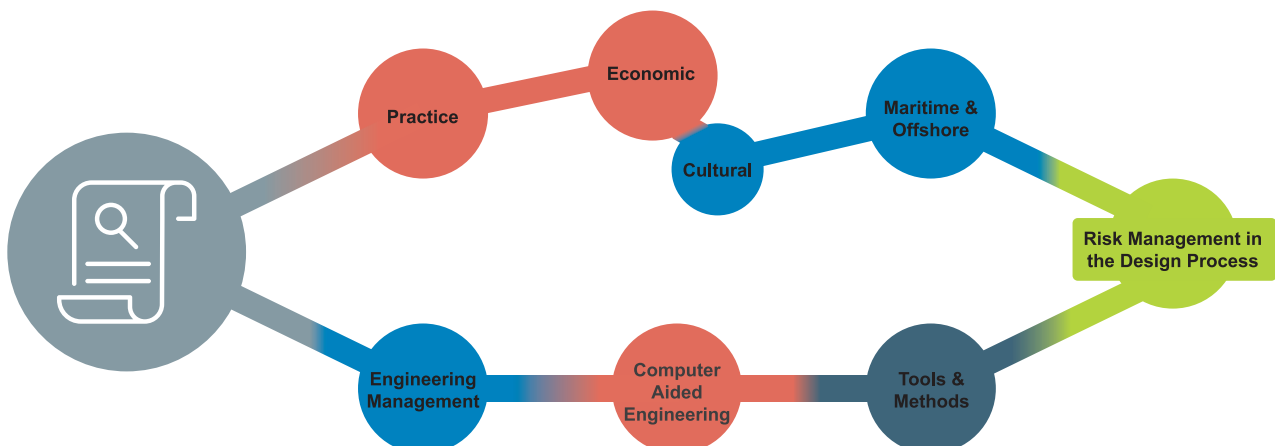 Economic
Practice
Maritime &
Offshore
Cultural
Risk Management in
the Design Process
Engineering
Management
Computer
Aided
Engineering
Tools &
Methods